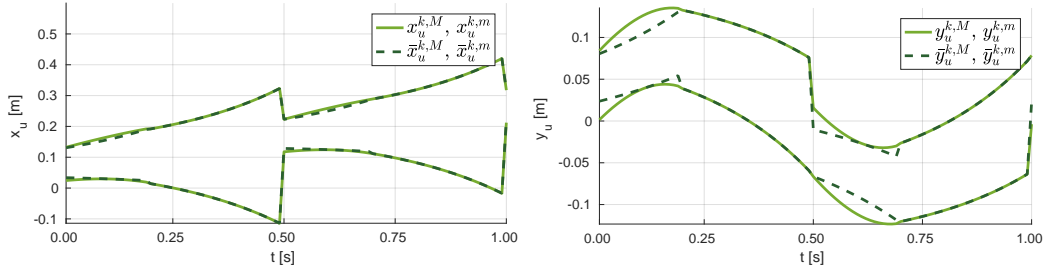 0.5
0.4
0.3
0.2
0.1
0
-0.1
x_u [m]
0.00
0.25
0.50
0.75
1.00
t [s]
x_u^{k,M}, x_u^{k,m}
x̄_u^{k,M}, x̄_u^{k,m}
0.1
0.05
0
-0.05
-0.1
y_u [m]
0.00
0.25
0.50
0.75
1.00
t [s]
y_u^{k,M}, y_u^{k,m}
ȳ_u^{k,M}, ȳ_u^{k,m}